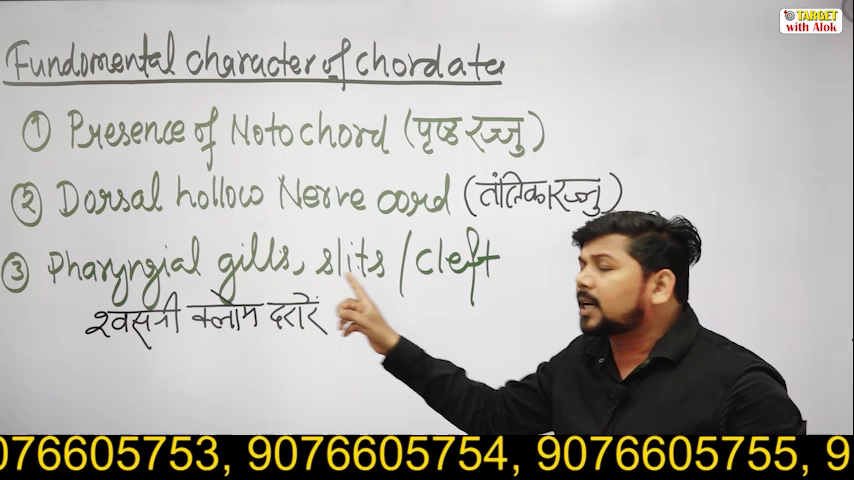 TARGET
with Alok
Fundomental character of chordata
① Presence of Notochord (पृष्ठ रज्जु)
② Dorsal hollow Nerve cord (तंत्रिका रज्जु)
③ Pharyngial gills, slits / cleft
श्वसनी क्लोम दरारें
076605753, 9076605754, 9076605755, 9